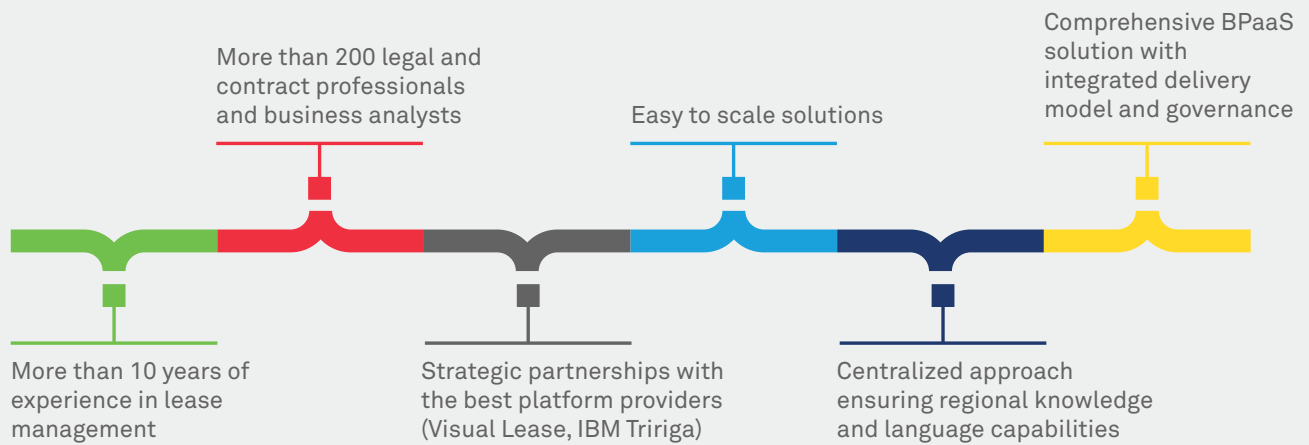 More than 10 years of
experience in lease
management
More than 200 legal and
contract professionals
and business analysts
Strategic partnerships with
the best platform providers
(Visual Lease, IBM Tririga)
Easy to scale solutions
Centralized approach
ensuring regional knowledge
and language capabilities
Comprehensive BPaaS
solution with
integrated delivery
model and governance